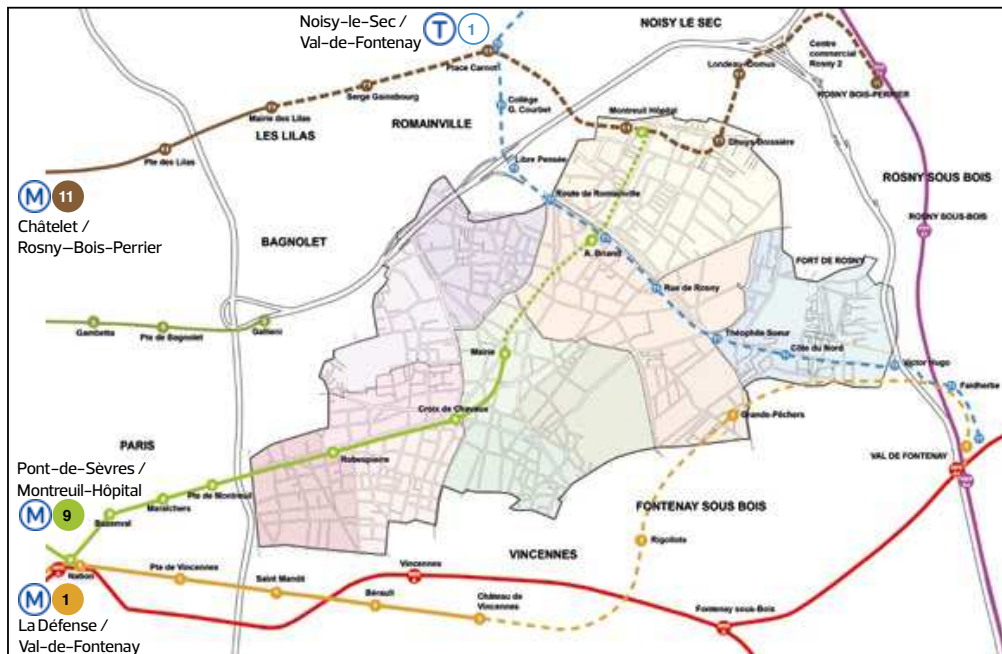 Noisy-le-Sec /
Val-de-Fontenay
T
1
NOISY LE SEC
Centre
commercial
Rosny 2
Place Carnot
Londeau-Domus
ROSNY BOIS-PERRIER
Serge Gainsbourg
Collège
G. Courbet
Montreuil Hôpital
Mairie des Lilas
ROMAINVILLE
LES LILAS
Dhuys-Boissière
Pte des Lilas
Libre Pensée
ROSNY SOUS BOIS
M
11
Route de Romainville
Châtelet /
Rosny-Bois-Perrier
ROSNY SOUS-BOIS
BAGNOLET
A. Briand
FORT DE ROSNY
Rue de Rosny
Gambetta
Pte de Bagnolet
Gallieni
Théophile Sueur
Côte du Nord
Mairie
Victor Hugo
Faidherbe
Croix de Chavaux
Grands-Pêchers
PARIS
Robespierre
VAL DE FONTENAY
Pont-de-Sèvres /
Montreuil-Hôpital
Pte de Montreuil
Maraîchers
M
9
Buzenval
FONTENAY SOUS BOIS
Rigollots
VINCENNES
Nation
Pte de Vincennes
Vincennes
Saint Mandé
M
1
Bérault
Château de
Vincennes
Fontenay sous-Bois
La Défense /
Val-de-Fontenay